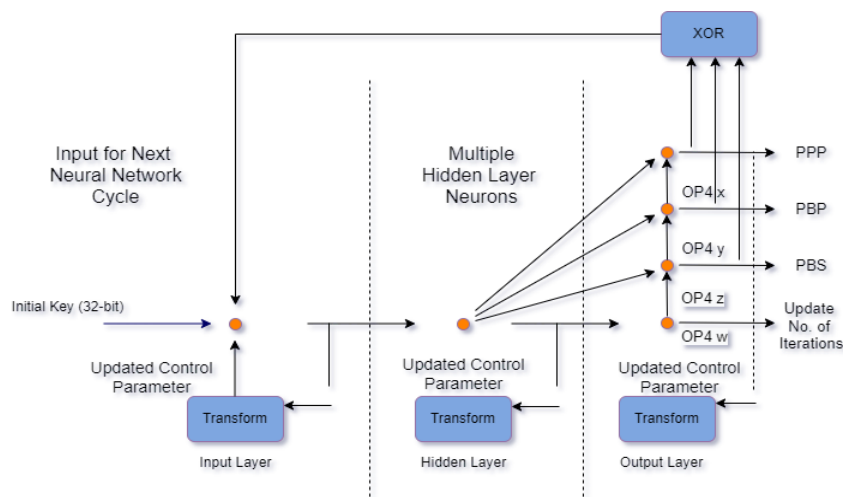 XOR
Input for Next
Neural Network
Cycle
Multiple
Hidden Layer
Neurons
PPP
OP4 x
PBP
OP4 y
PBS
OP4 z
Initial Key (32-bit)
Update
No. of
Iterations
OP4 w
Updated Control
Parameter
Updated Control
Parameter
Updated Control
Parameter
Transform
Transform
Transform
Input Layer
Hidden Layer
Output Layer